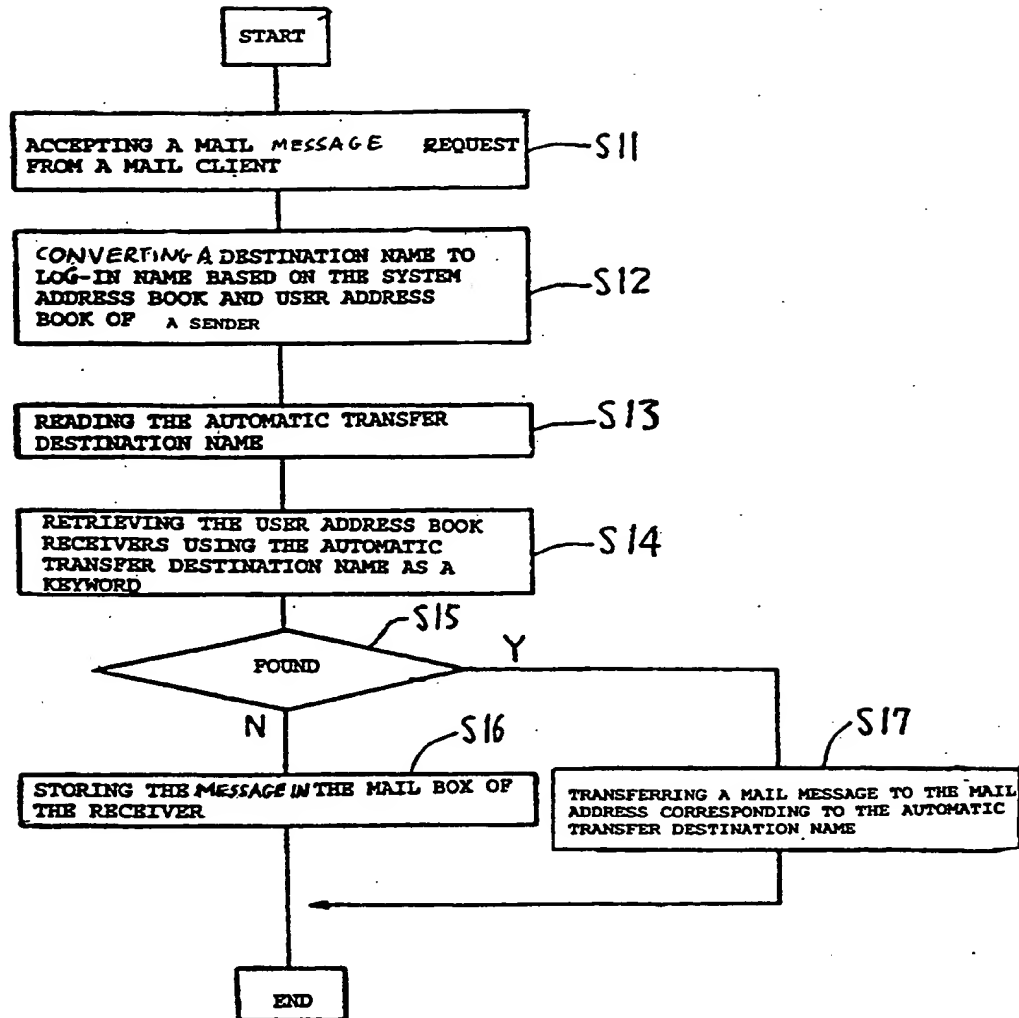 START
ACCEPTING A MAIL MESSAGE REQUEST
FROM A MAIL CLIENT
S11
CONVERTING A DESTINATION NAME TO
LOG-IN NAME BASED ON THE SYSTEM
ADDRESS BOOK AND USER ADDRESS
BOOK OF A SENDER
S12
READING THE AUTOMATIC TRANSFER
DESTINATION NAME
S13
RETRIEVING THE USER ADDRESS BOOK
RECEIVERS USING THE AUTOMATIC
TRANSFER DESTINATION NAME AS A
KEYWORD
S14
S15
FOUND
Y
N
S16
STORING THE MESSAGE IN THE MAIL BOX OF
THE RECEIVER
S17
TRANSFERRING A MAIL MESSAGE TO THE MAIL
ADDRESS CORRESPONDING TO THE AUTOMATIC
TRANSFER DESTINATION NAME
END